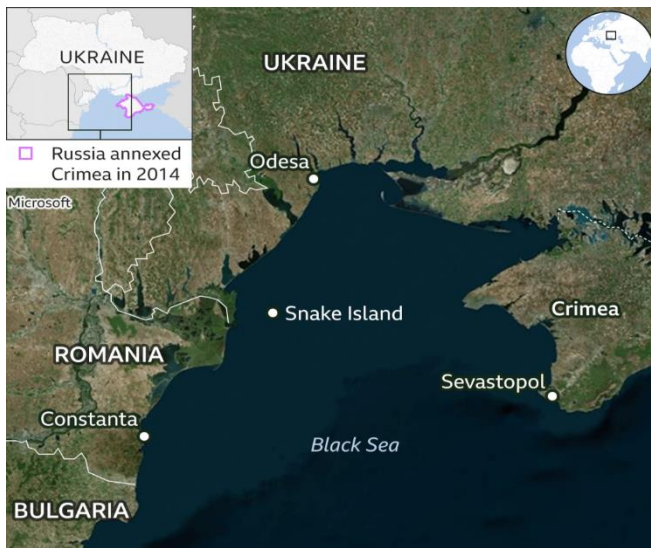 UKRAINE
Russia annexed
Crimea in 2014
Microsoft
UKRAINE
Odesa
Snake Island
Crimea
ROMANIA
Sevastopol
Constanta
Black Sea
BULGARIA